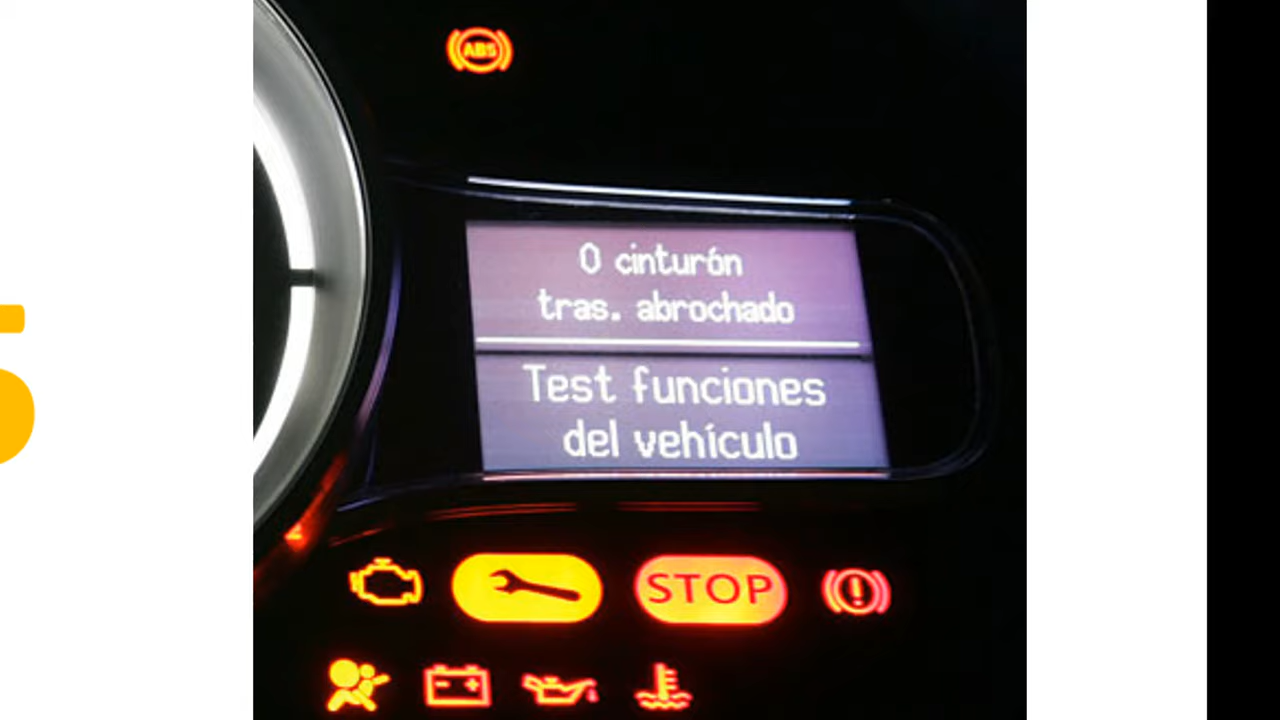 ABS
0 cinturón
tras. abrochado
Test funciones
del vehículo
STOP